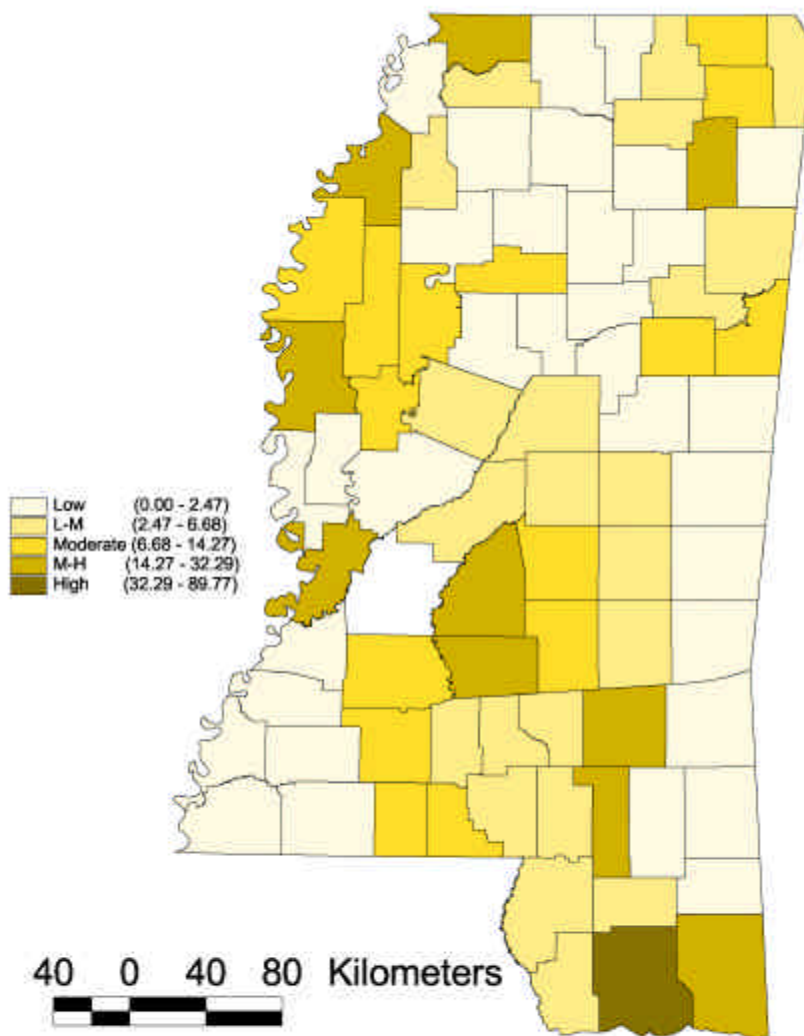 Low (0.00 - 2.47)
L-M (2.47 - 6.68)
Moderate (6.68 - 14.27)
M-H (14.27 - 32.29)
High (32.29 - 89.77)
40 0 40 80 Kilometers